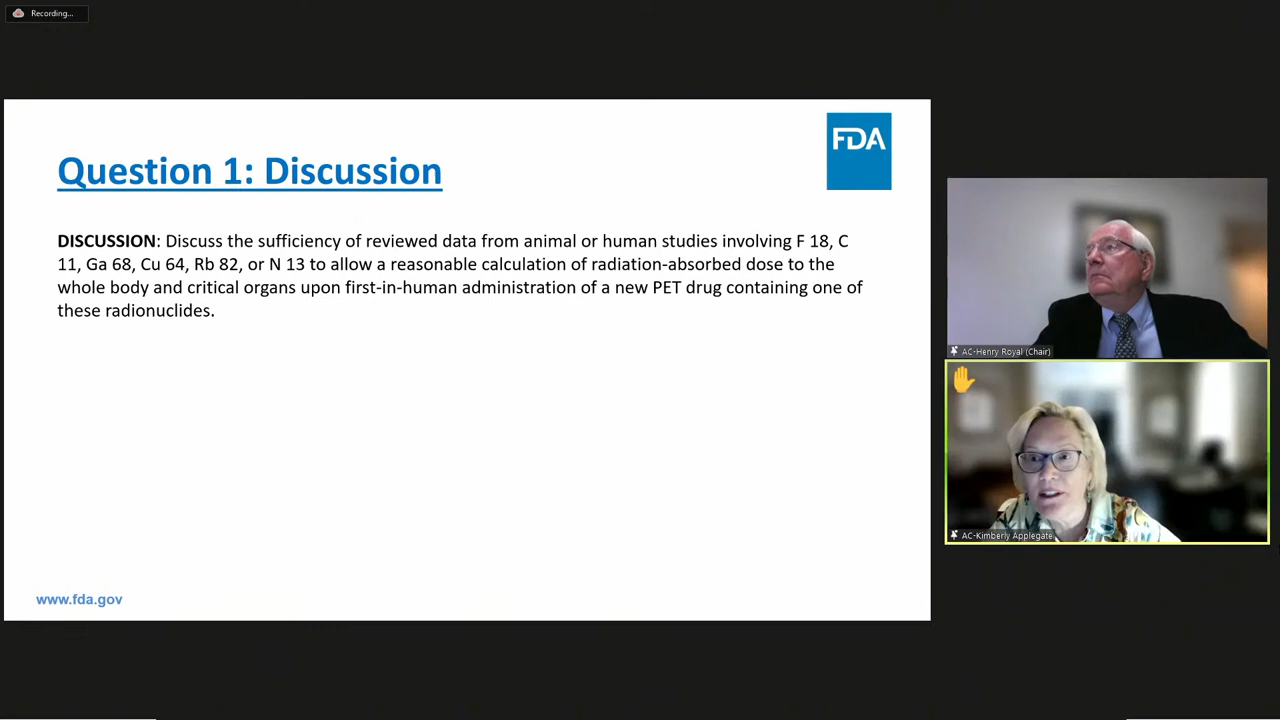 Recording...
FDA
Question 1: Discussion
DISCUSSION: Discuss the sufficiency of reviewed data from animal or human studies involving F 18, C
11, Ga 68, Cu 64, Rb 82, or N 13 to allow a reasonable calculation of radiation-absorbed dose to the
whole body and critical organs upon first-in-human administration of a new PET drug containing one of
these radionuclides.
www.fda.gov
AC-Henry Royal (Chair)
AC-Kimberly Applegate